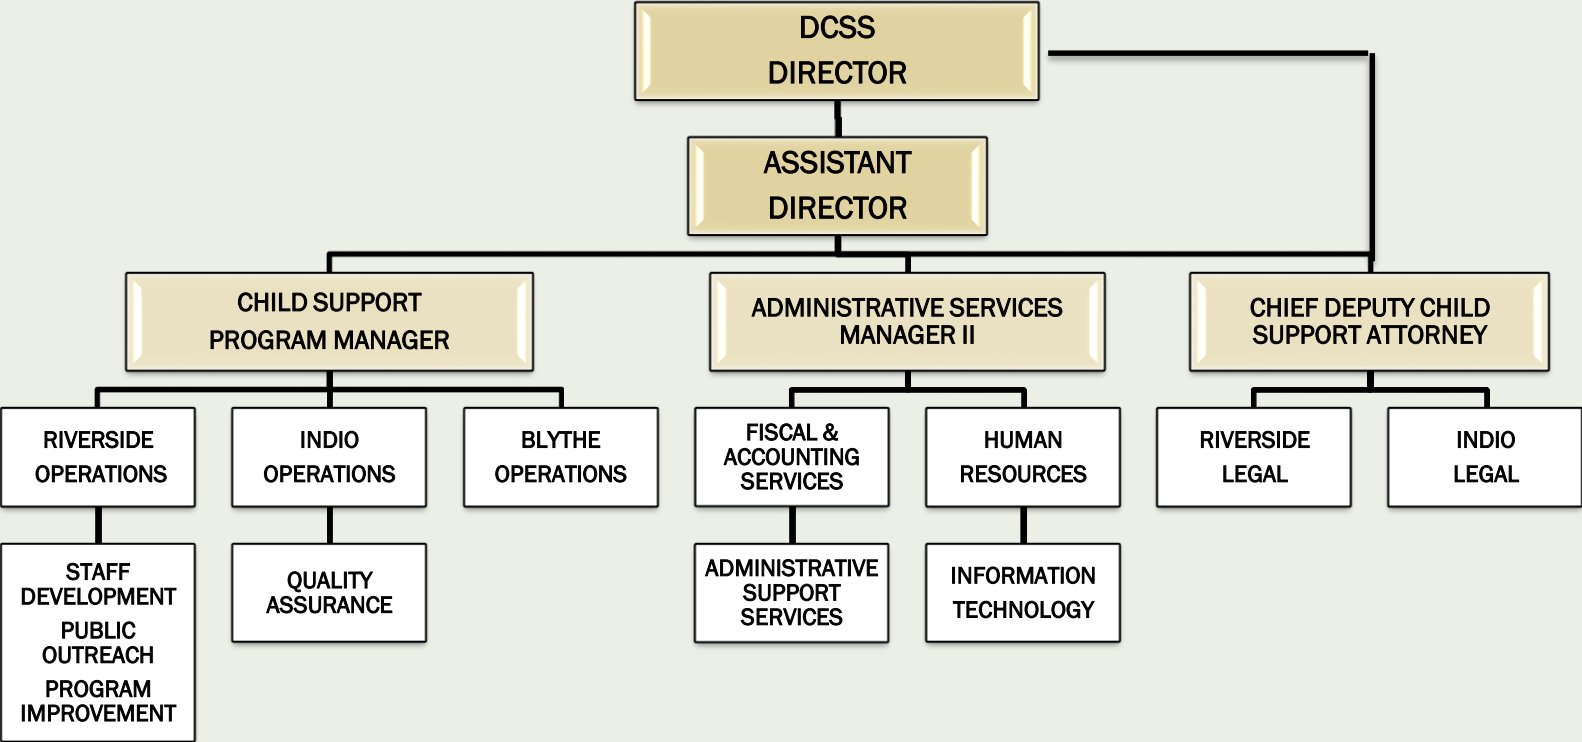 DCSS
DIRECTOR
ASSISTANT
DIRECTOR
CHILD SUPPORT
PROGRAM MANAGER
ADMINISTRATIVE SERVICES
MANAGER II
CHIEF DEPUTY CHILD
SUPPORT ATTORNEY
RIVERSIDE
OPERATIONS
INDIO
OPERATIONS
BLYTHE
OPERATIONS
FISCAL &
ACCOUNTING
SERVICES
HUMAN
RESOURCES
RIVERSIDE
LEGAL
INDIO
LEGAL
STAFF
DEVELOPMENT
PUBLIC
OUTREACH
PROGRAM
IMPROVEMENT
QUALITY
ASSURANCE
ADMINISTRATIVE
SUPPORT
SERVICES
INFORMATION
TECHNOLOGY